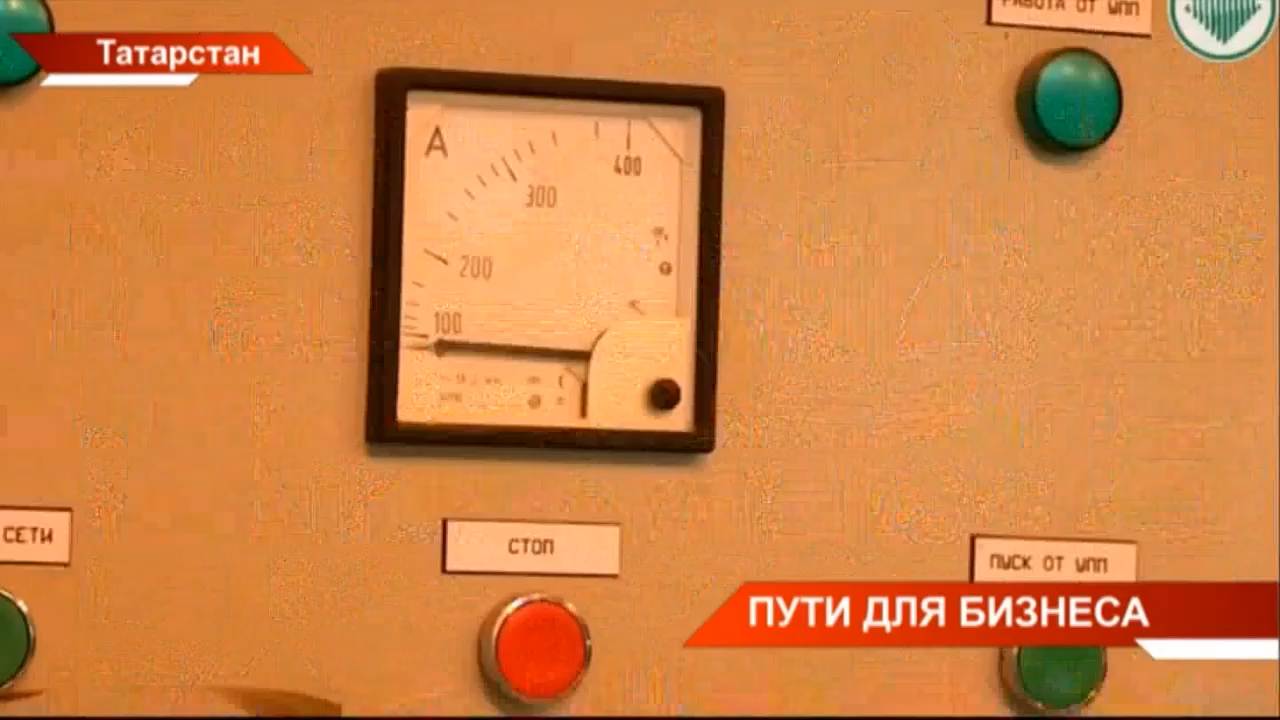 РАБОТА ОТ УПП
Татарстан
A
400
300
200
100
СЕТИ
СТОП
ПУСК ОТ УПП
ПУТИ ДЛЯ БИЗНЕСА